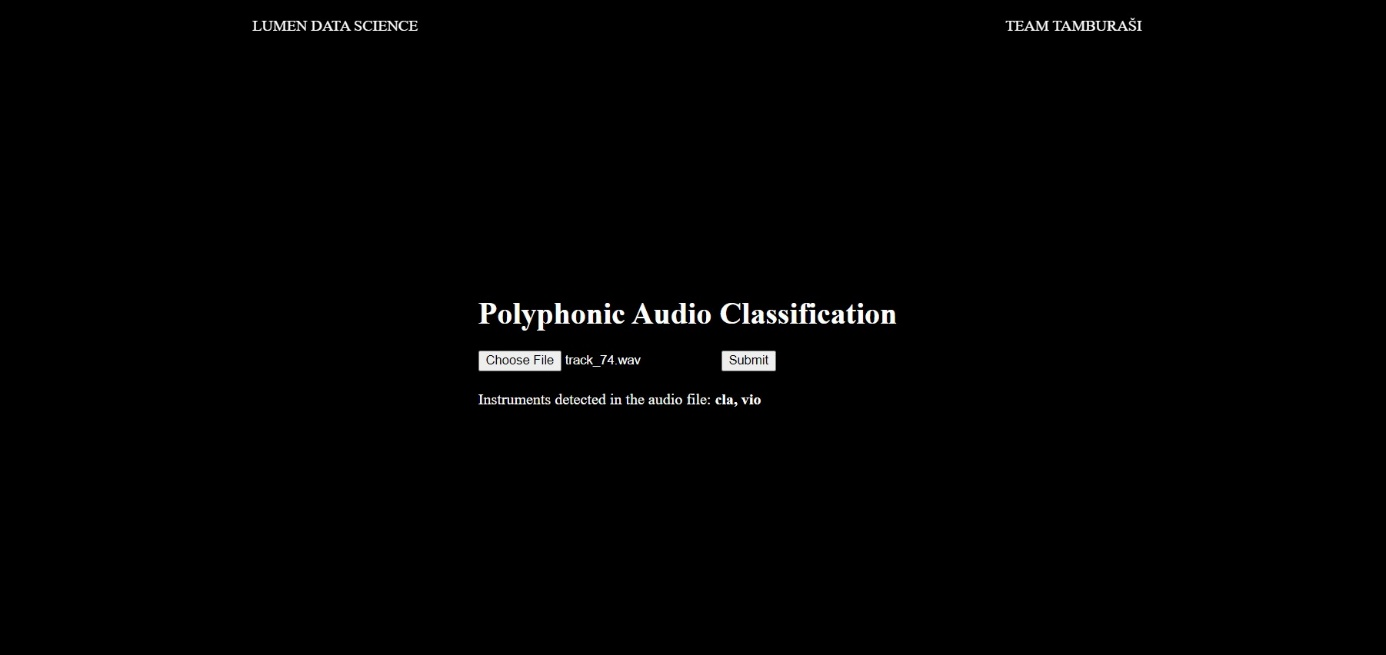 LUMEN DATA SCIENCE
TEAM TAMBURAŠI
Polyphonic Audio Classification
Choose File track_74.wav Submit
Instruments detected in the audio file: cla, vio